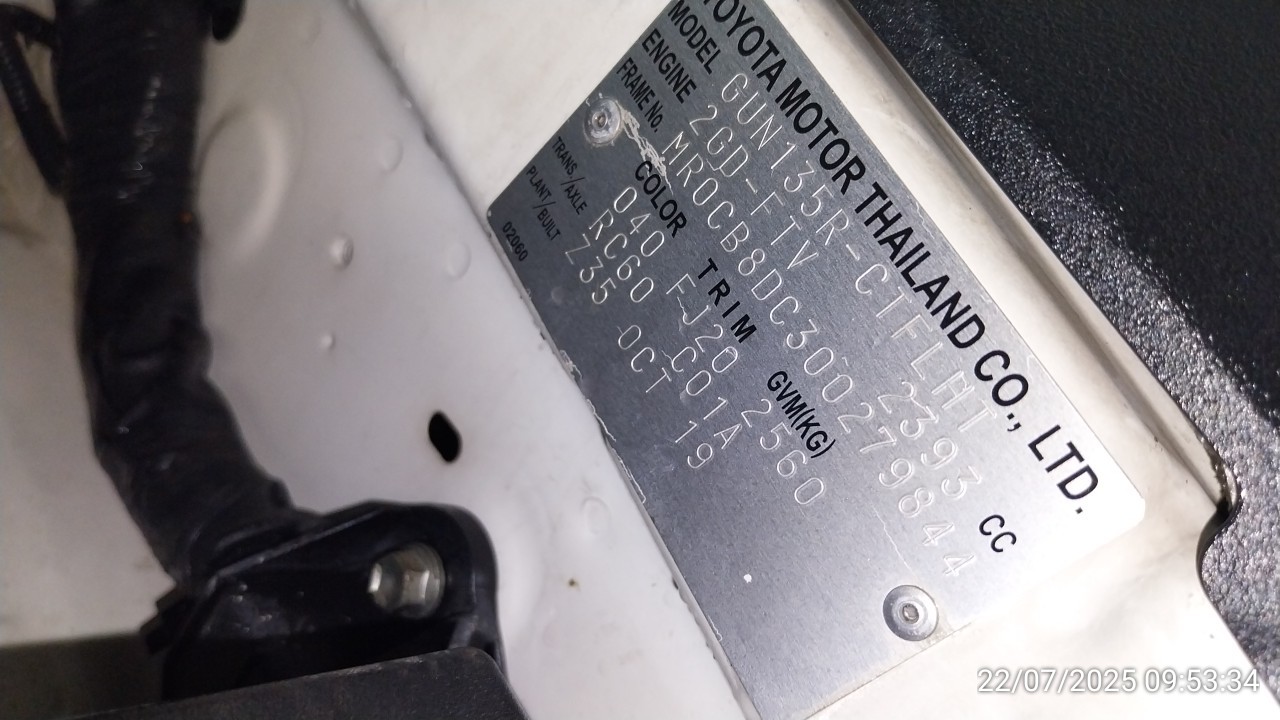 TOYOTA MOTOR THAILAND CO., LTD.
MODEL GUN135R-CTFLHT
ENGINE 2GD-FTV 2393 CC
FRAME No. MR0CB8DC300279844
COLOR TRIM GVM(KG)
040 FJ20 2560
TRANS/AXLE RC60 C01A
PLANT/BUILT Z35 OCT 19
02060
22/07/2025 09:53:34